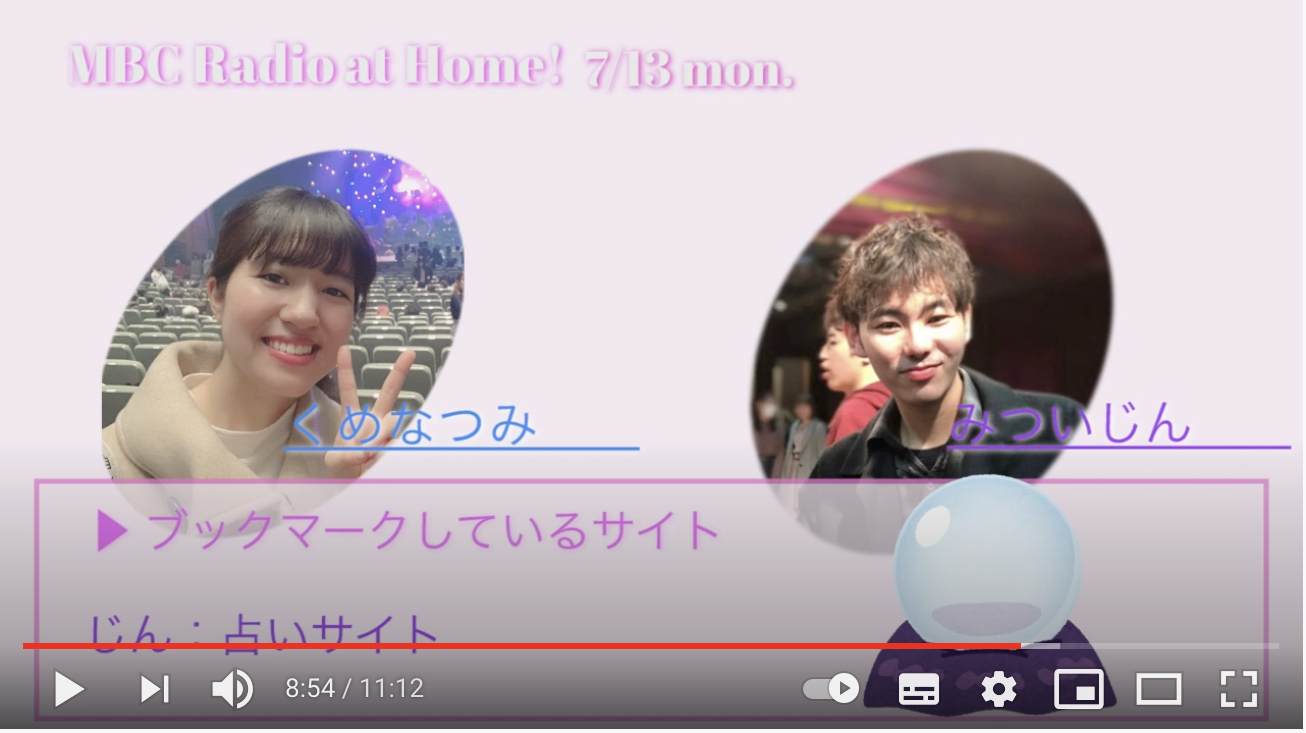 MBC Radio at Home! 7/13 mon.
くめなつみ
みついじん
▶ ブックマークしているサイト
じん：占いサイト
8:54 / 11:12